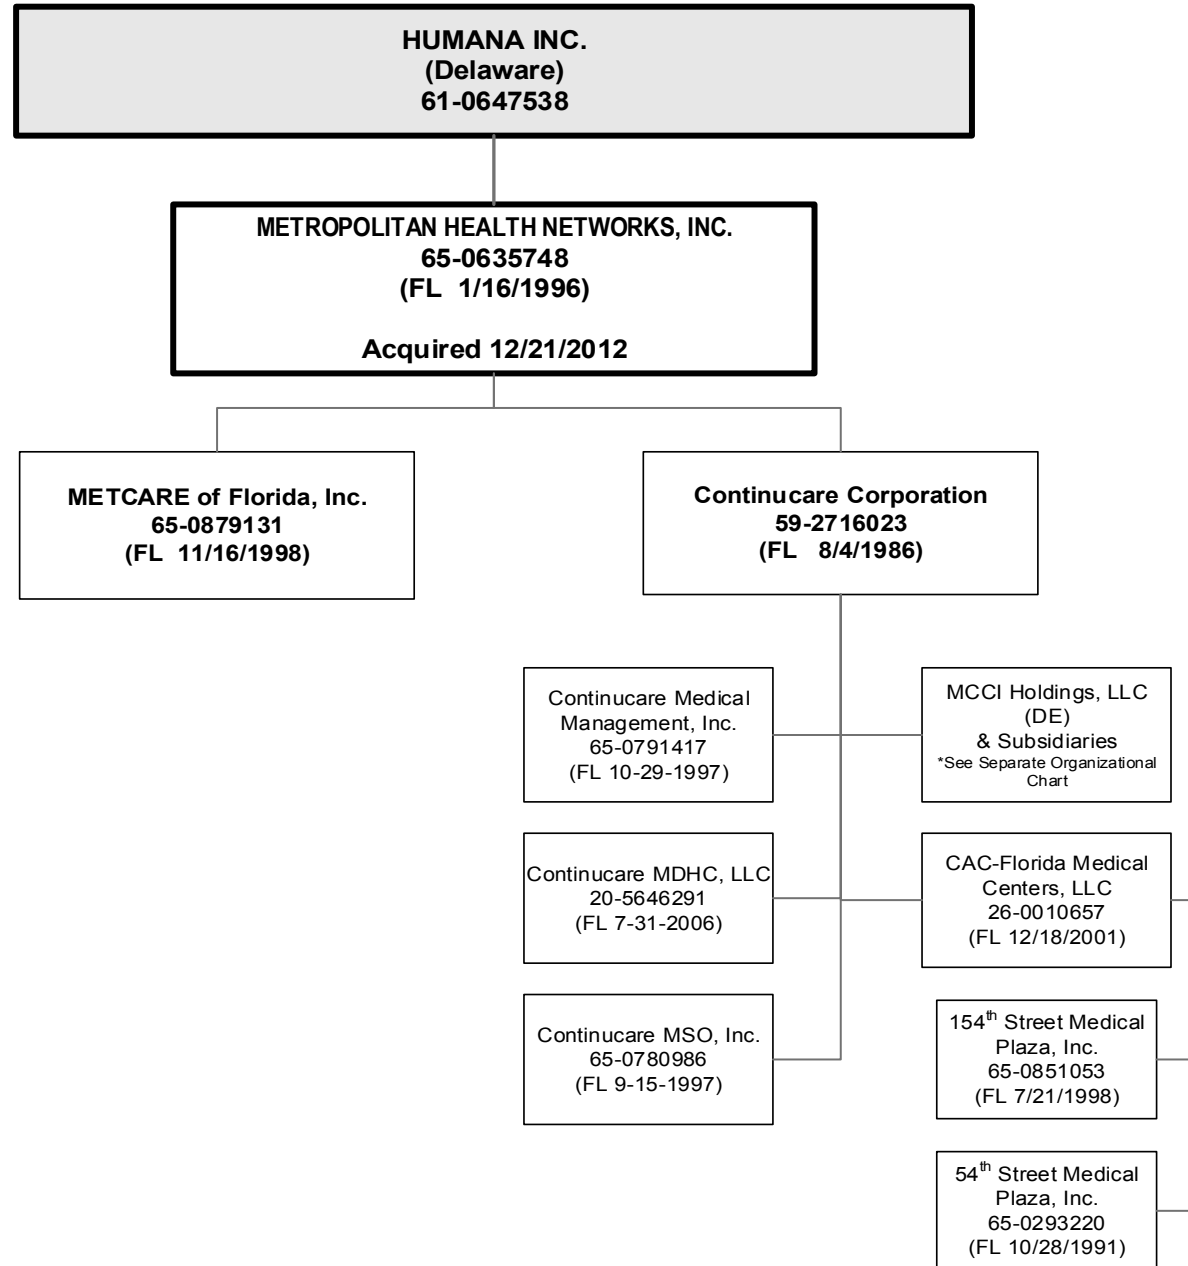 HUMANA INC.
(Delaware)
61-0647538
METROPOLITAN HEALTH NETWORKS, INC.
65-0635748
(FL 1/16/1996)
Acquired 12/21/2012
METCARE of Florida, Inc.
65-0879131
(FL 11/16/1998)
Continucare Corporation
59-2716023
(FL 8/4/1986)
Continucare Medical
Management, Inc.
65-0791417
(FL 10-29-1997)
MCCI Holdings, LLC
(DE)
& Subsidiaries
*See Separate Organizational
Chart
Continucare MDHC, LLC
20-5646291
(FL 7-31-2006)
CAC-Florida Medical
Centers, LLC
26-0010657
(FL 12/18/2001)
Continucare MSO, Inc.
65-0780986
(FL 9-15-1997)
154th Street Medical
Plaza, Inc.
65-0851053
(FL 7/21/1998)
54th Street Medical
Plaza, Inc.
65-0293220
(FL 10/28/1991)